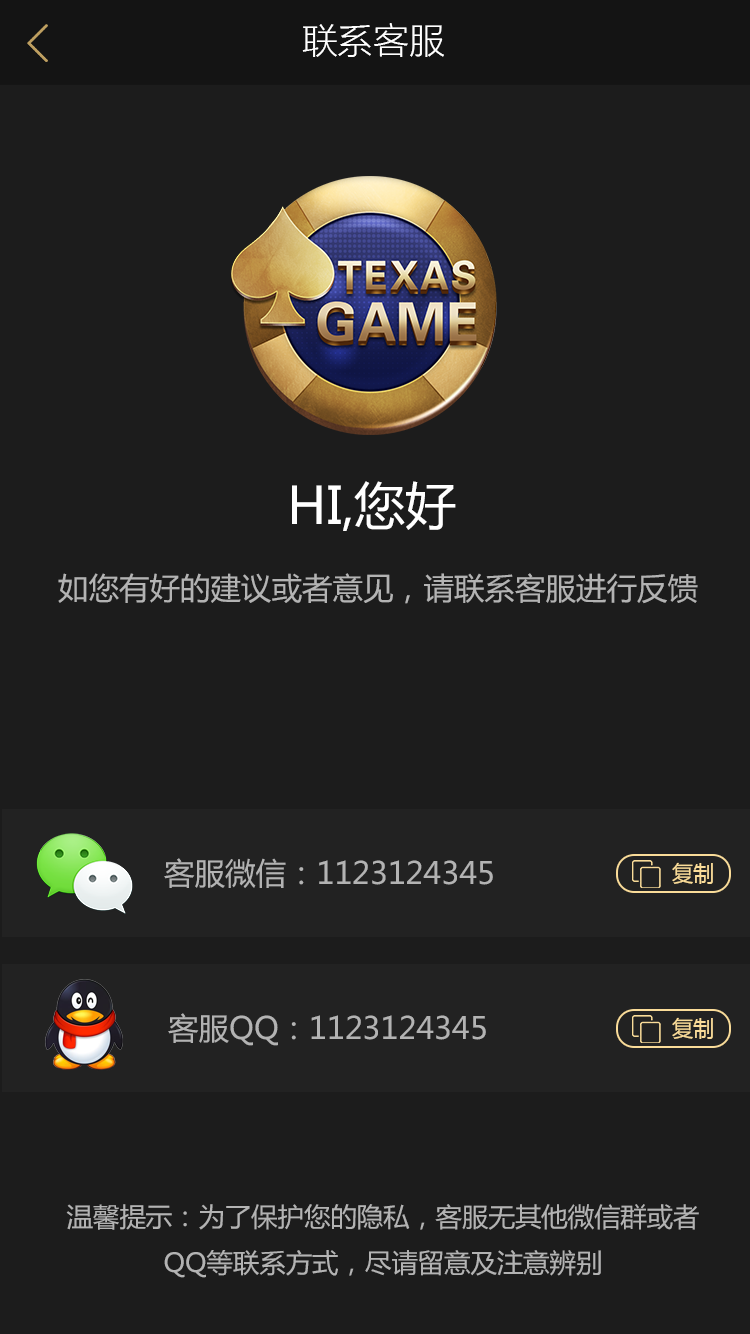 联系客服
TEXAS
GAME
HI,您好
如您有好的建议或者意见，请联系客服进行反馈
客服微信：1123124345
复制
客服QQ：1123124345
复制
温馨提示：为了保护您的隐私，客服无其他微信群或者
QQ等联系方式，尽请留意及注意辨别